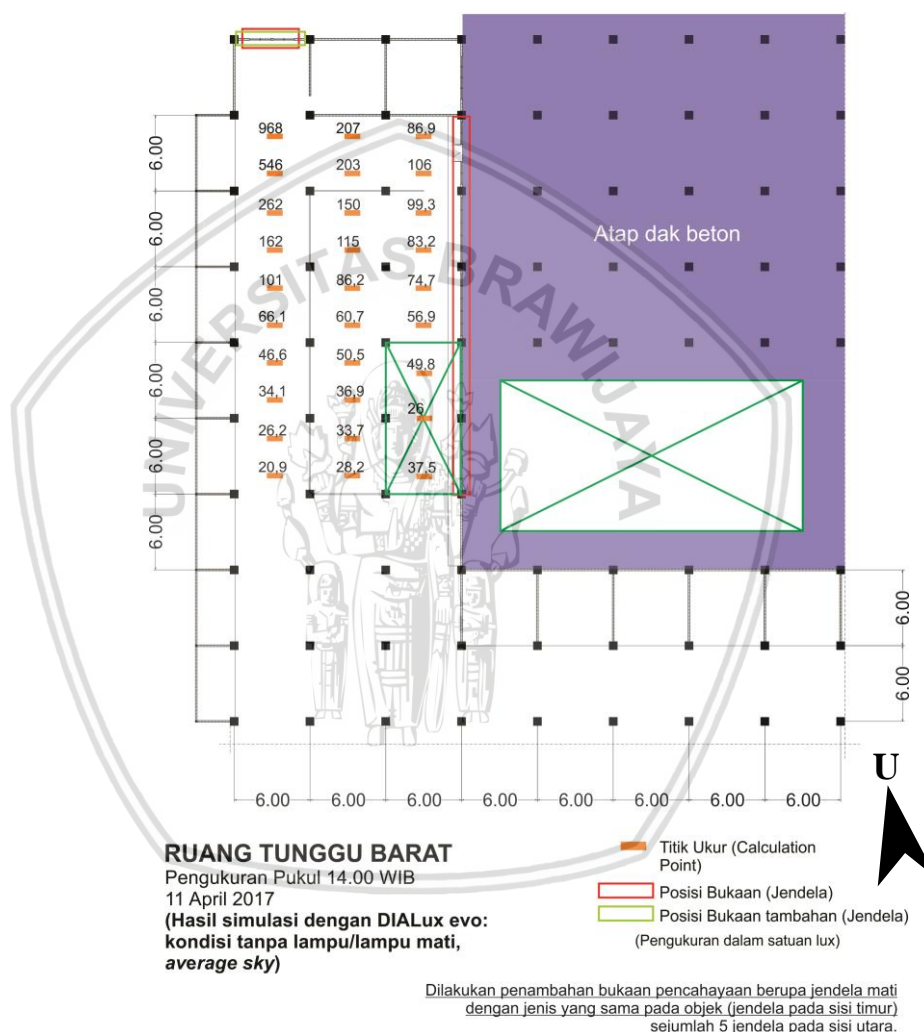 968 207 86,9
546 203 106
262 150 99,3
162 115 83,2
101 86,2 74,7
66,1 60,7 56,9
46,6 50,5 49,8
34,1 36,9 26
26,2 33,7
20,9 28,2 37,5
6.00
6.00
6.00
6.00
6.00
6.00
Atap dak beton
UNIVERSITAS BRAWIJAYA
6.00
6.00
6.00 6.00 6.00 6.00 6.00 6.00 6.00 6.00
U
RUANG TUNGGU BARAT
Pengukuran Pukul 14.00 WIB
11 April 2017
(Hasil simulasi dengan DIALux evo:
kondisi tanpa lampu/lampu mati,
average sky)
Titik Ukur (Calculation
Point)
Posisi Bukaan (Jendela)
Posisi Bukaan tambahan (Jendela)
(Pengukuran dalam satuan lux)
Dilakukan penambahan bukaan pencahayaan berupa jendela mati
dengan jenis yang sama pada objek (jendela pada sisi timur)
sejumlah 5 jendela pada sisi utara.